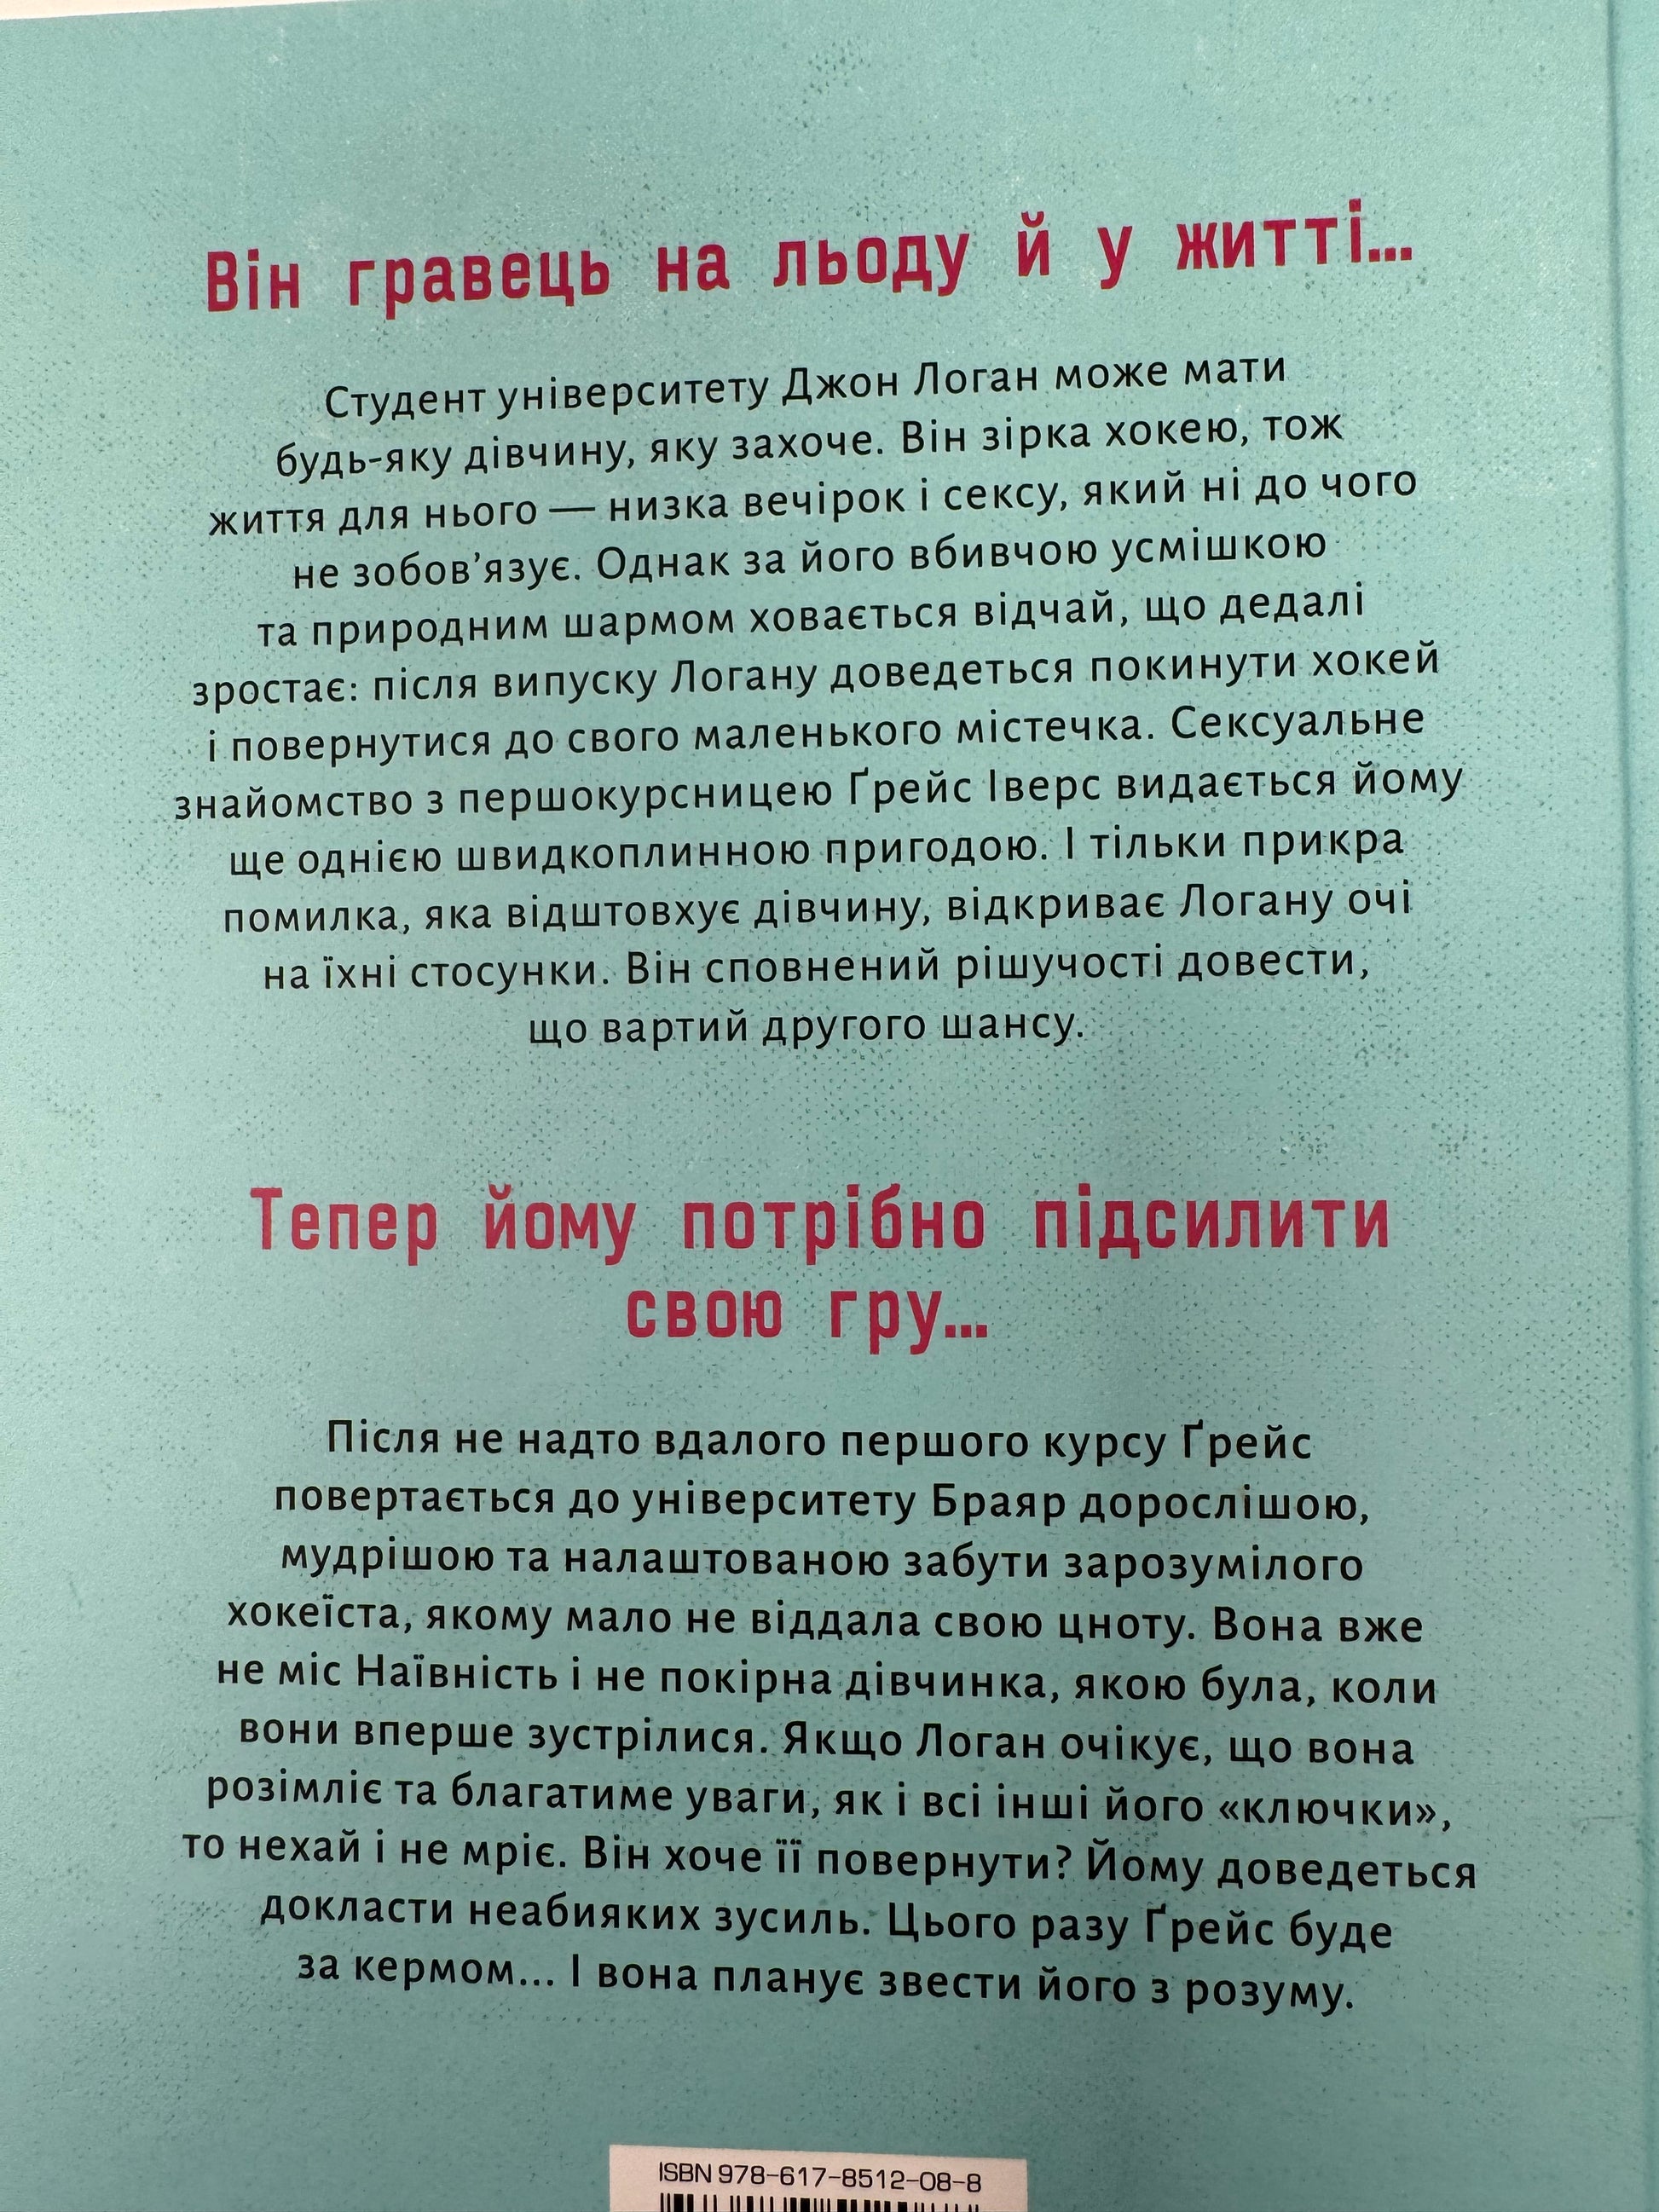 Він гравець на льоду й у житті…
Студент університету Джон Логан може мати
будь-яку дівчину, яку захоче. Він зірка хокею, тож
життя для нього — низка вечірок і сексу, який ні до чого
не зобов’язує. Однак за його вбивчою усмішкою
та природним шармом ховається відчай, що дедалі
зростає: після випуску Логану доведеться покинути хокей
і повернутися до свого маленького містечка. Сексуальне
знайомство з першокурсницею Ґрейс Іверс видається йому
ще однією швидкоплинною пригодою. І тільки прикра
помилка, яка відштовхує дівчину, відкриває Логану очі
на їхні стосунки. Він сповнений рішучості довести,
що вартий другого шансу.
Тепер йому потрібно підсилити
свою гру…
Після не надто вдалого першого курсу Ґрейс
повертається до університету Браяр дорослішою,
мудрішою та налаштованою забути зарозумілого
хокеїста, якому мало не віддала свою цноту. Вона вже
не міс Наївність і не покірна дівчинка, якою була, коли
вони вперше зустрілися. Якщо Логан очікує, що вона
розімліє та благатиме уваги, як і всі інші його «ключки»,
то нехай і не мріє. Він хоче її повернути? Йому доведеться
докласти неабияких зусиль. Цього разу Ґрейс буде
за кермом… І вона планує звести його з розуму.
ISBN 978-617-8512-08-8